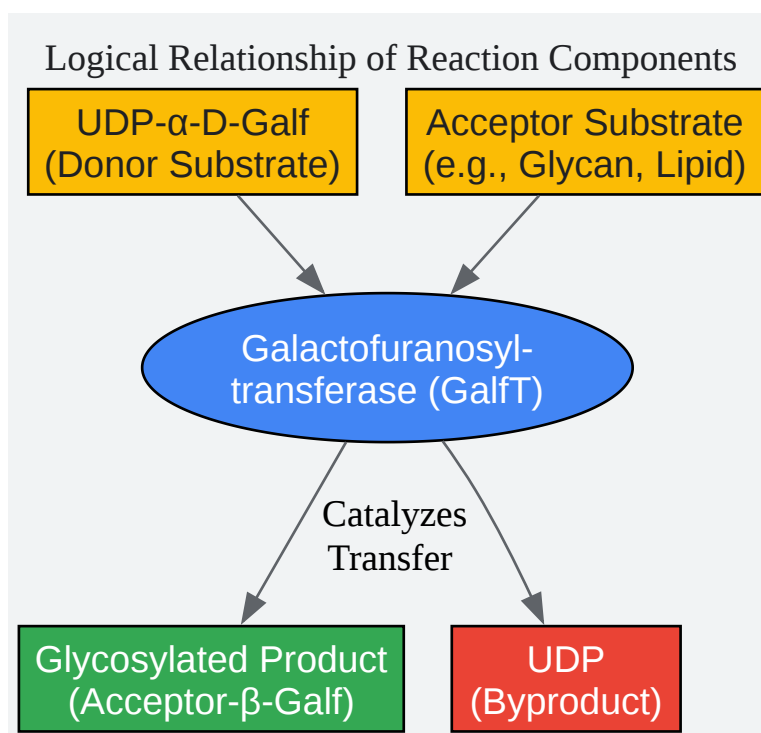 Logical Relationship of Reaction Components
UDP-α-D-Galf
(Donor Substrate)
Acceptor Substrate
(e.g., Glycan, Lipid)
Galactofuranosyl-
transferase (GalfT)
Catalyzes
Transfer
Glycosylated Product
(Acceptor-β-Galf)
UDP
(Byproduct)